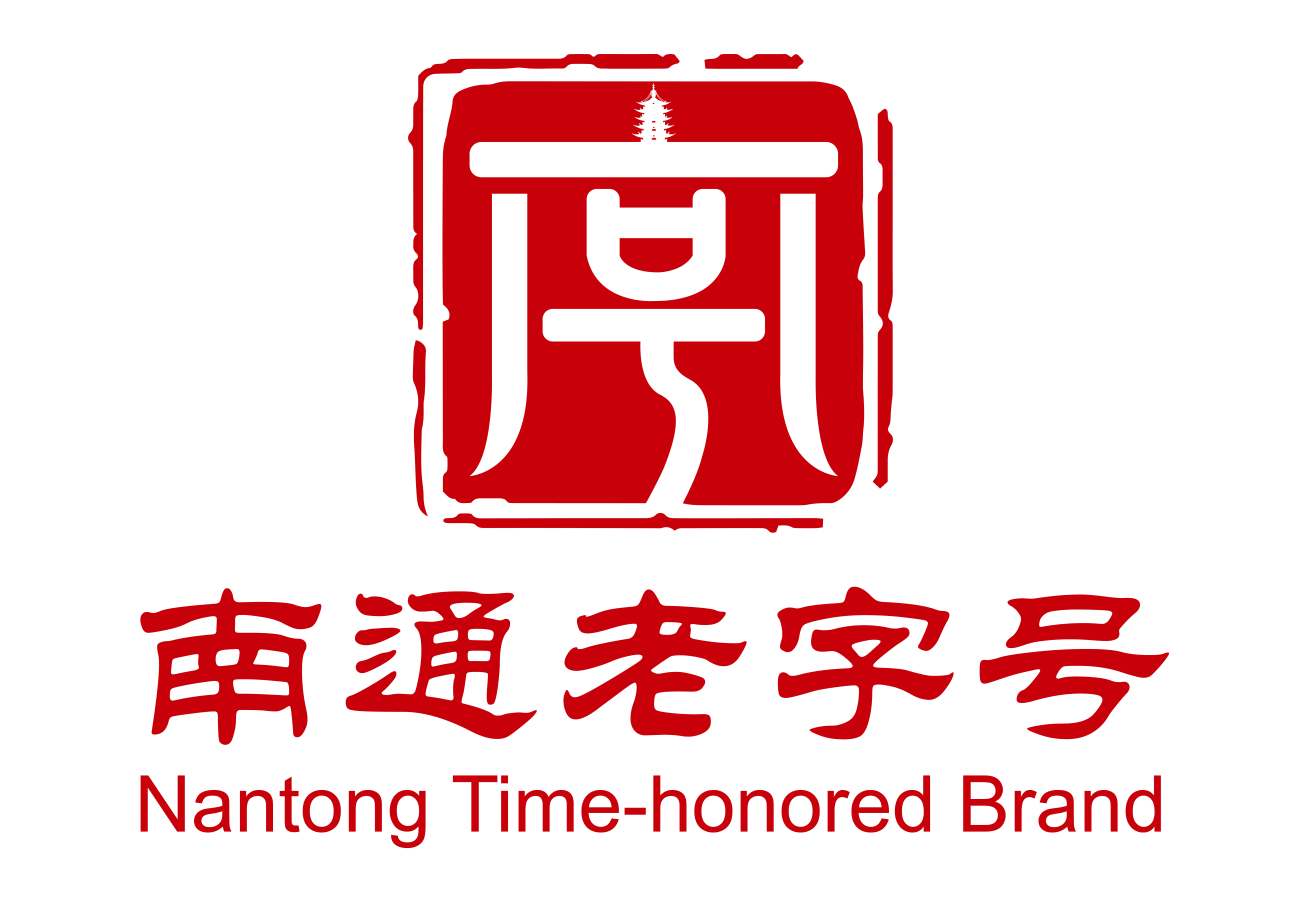 南通老字号
Nantong Time-honored Brand